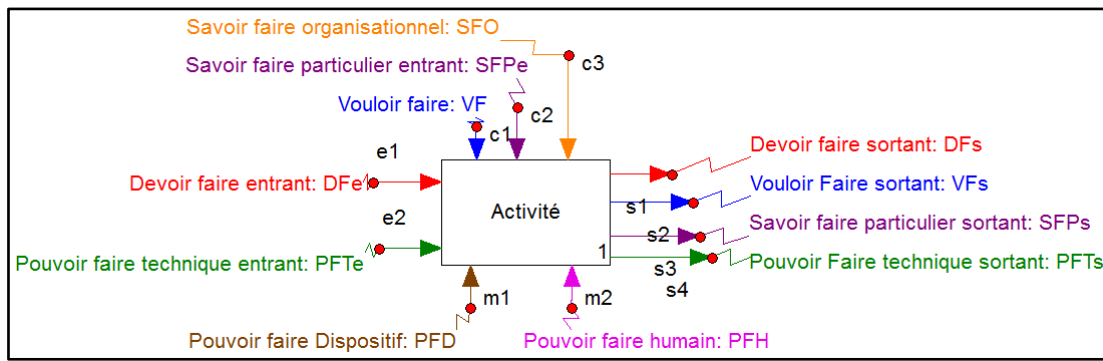 Savoir faire organisationnel: SFO
c3
Savoir faire particulier entrant: SFPe
c2
Vouloir faire: VF
c1
e1
Devoir faire entrant: DFe
e2
Pouvoir faire technique entrant: PFTe
Activité
1
Devoir faire sortant: DFs
s1
Vouloir Faire sortant: VFs
s2
Savoir faire particulier sortant: SFPs
s3
Pouvoir Faire technique sortant: PFTs
s4
m1
m2
Pouvoir faire Dispositif: PFD
Pouvoir faire humain: PFH